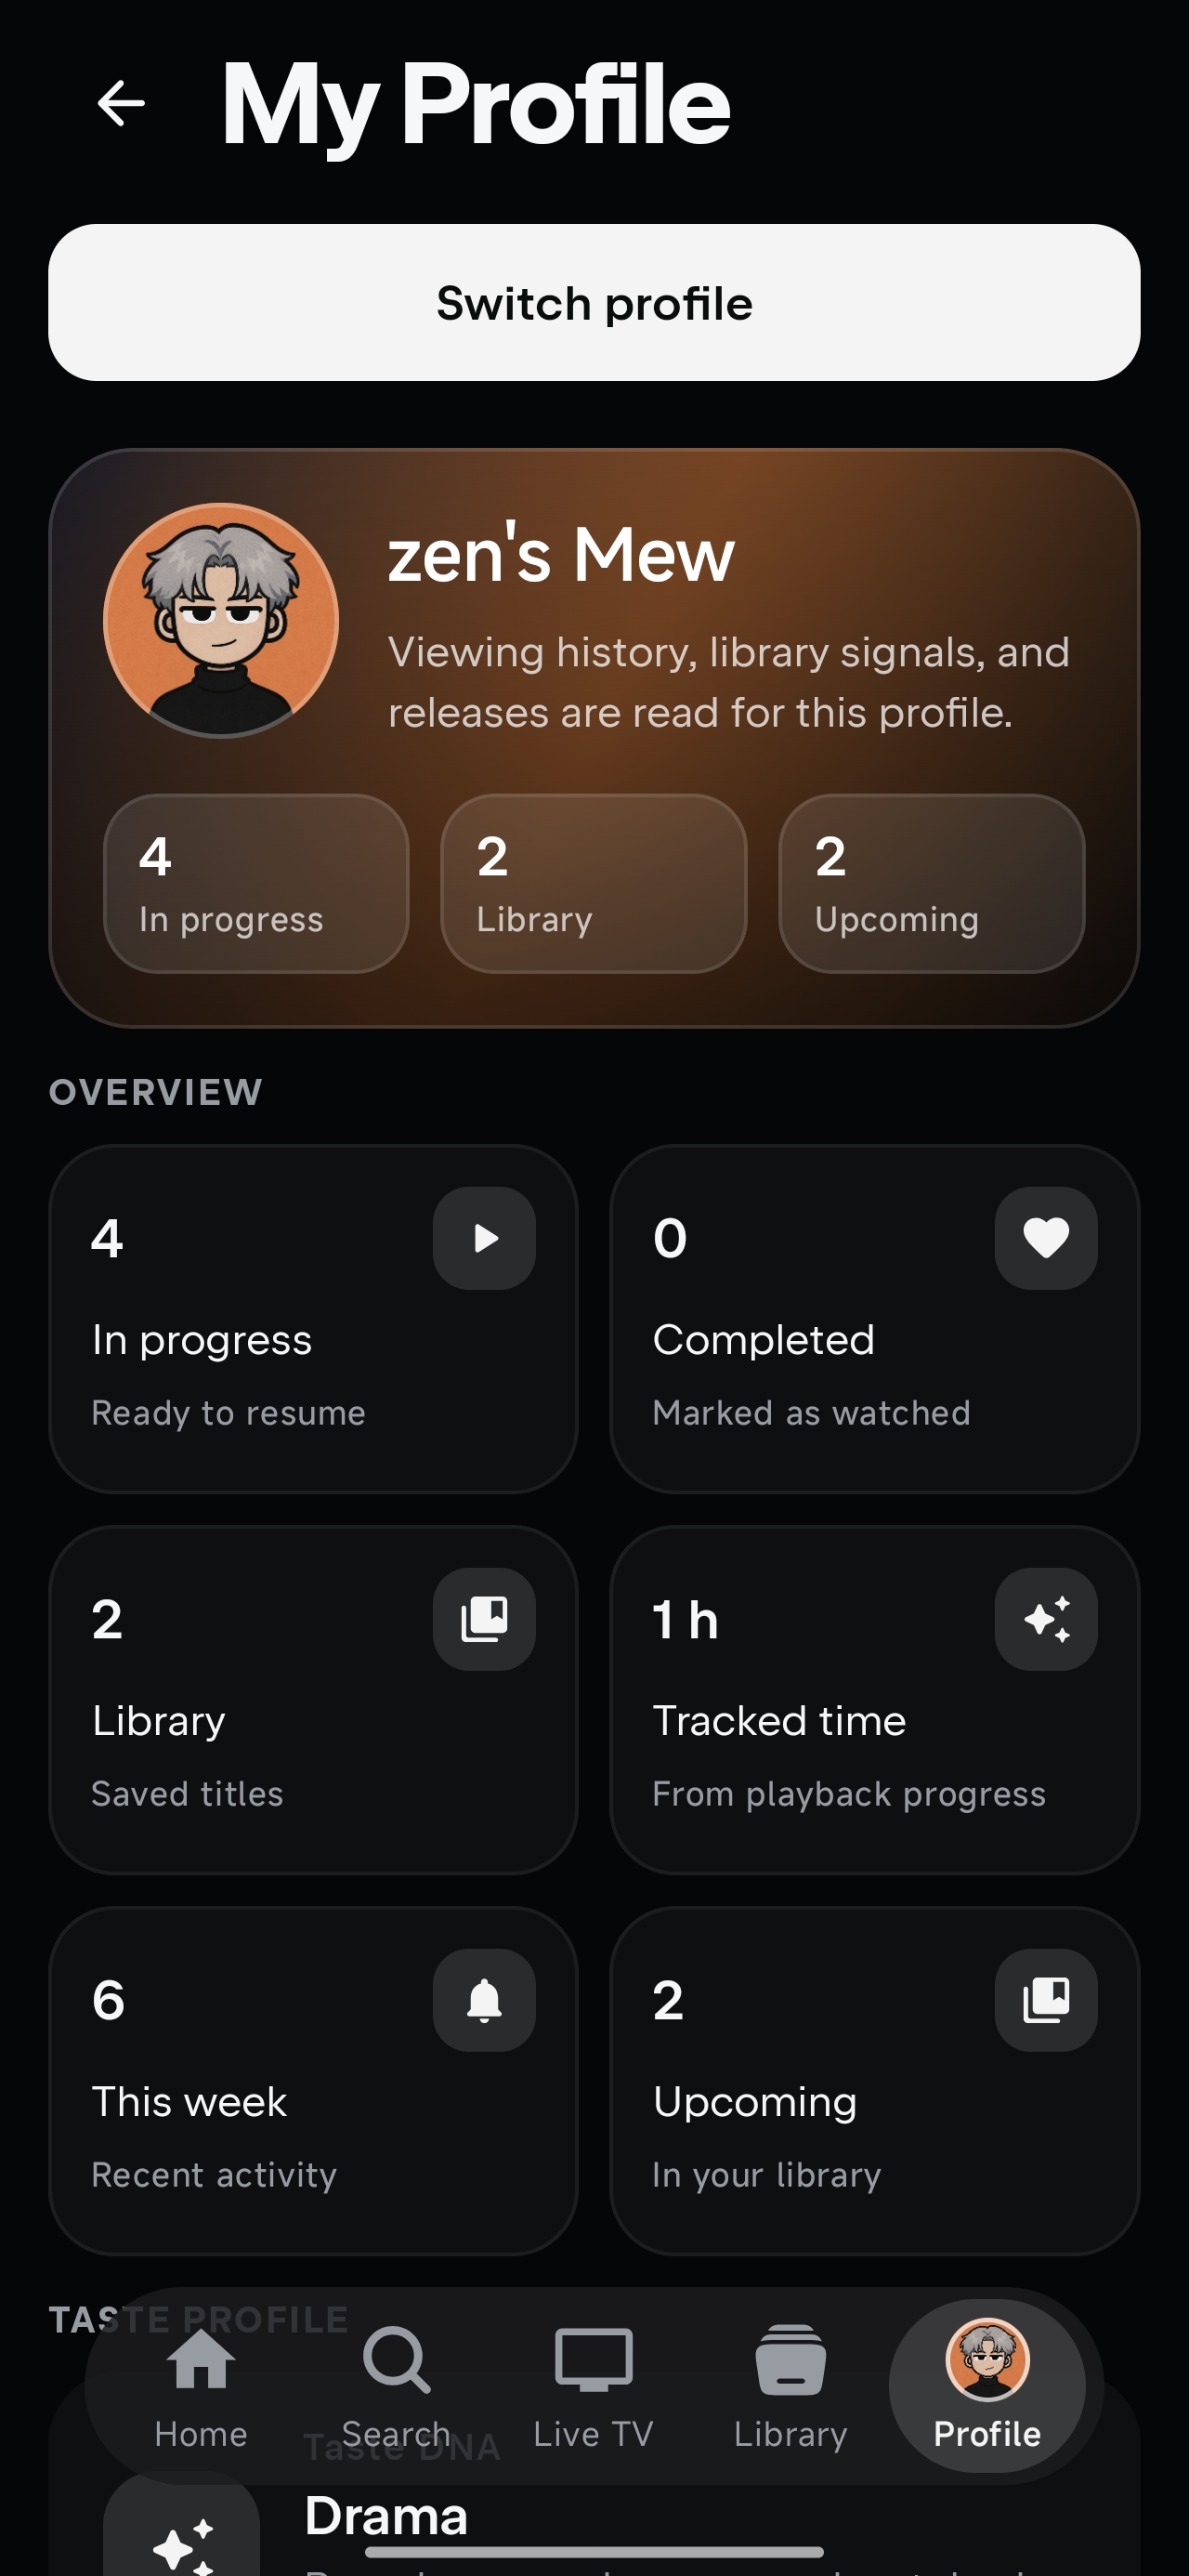 My Profile
Switch profile
zen's Mew
Viewing history, library signals, and
releases are read for this profile.
4
In progress
2
Library
2
Upcoming
OVERVIEW
4
In progress
Ready to resume
0
Completed
Marked as watched
2
Library
Saved titles
1 h
Tracked time
From playback progress
6
This week
Recent activity
2
Upcoming
In your library
TASTE PROFILE
Taste DNA
Drama
Home
Search
Live TV
Library
Profile